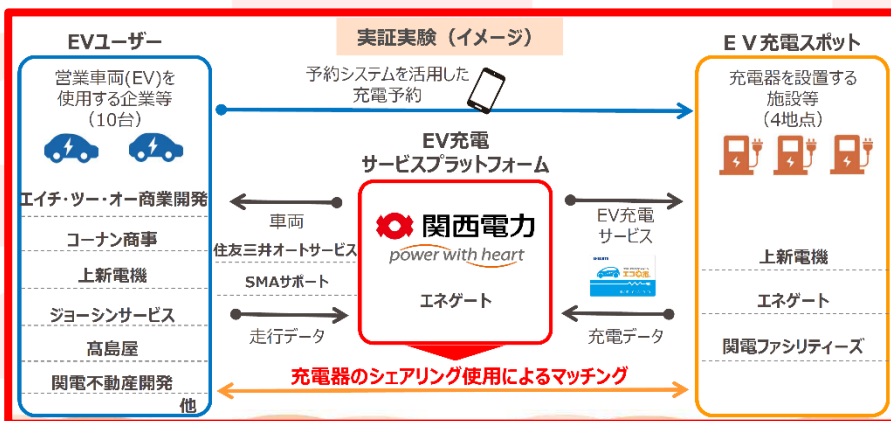 実証実験（イメージ）
EVユーザー
営業車両(EV)を
使用する企業等
（10台）
エイチ・ツー・オー商業開発
コーナン商事
上新電機
ジョーシンサービス
髙島屋
関電不動産開発
他
予約システムを活用した
充電予約
EV充電
サービスプラットフォーム
関西電力
power with heart
エネゲート
車両
住友三井オートサービス
SMAサポート
走行データ
EV充電
サービス
充電データ
充電器のシェアリング使用によるマッチング
ＥＶ充電スポット
充電器を設置する
施設等
（4地点）
上新電機
エネゲート
関電ファシリティーズ